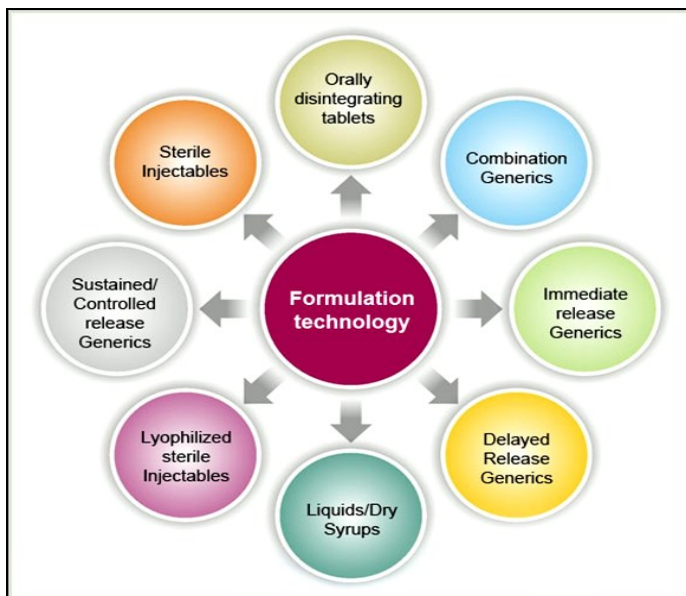 Orally
disintegrating
tablets
Sterile
Injectables
Combination
Generics
Sustained/
Controlled
release
Generics
Formulation
technology
Immediate
release
Generics
Lyophilized
sterile
Injectables
Delayed
Release
Generics
Liquids/Dry
Syrups